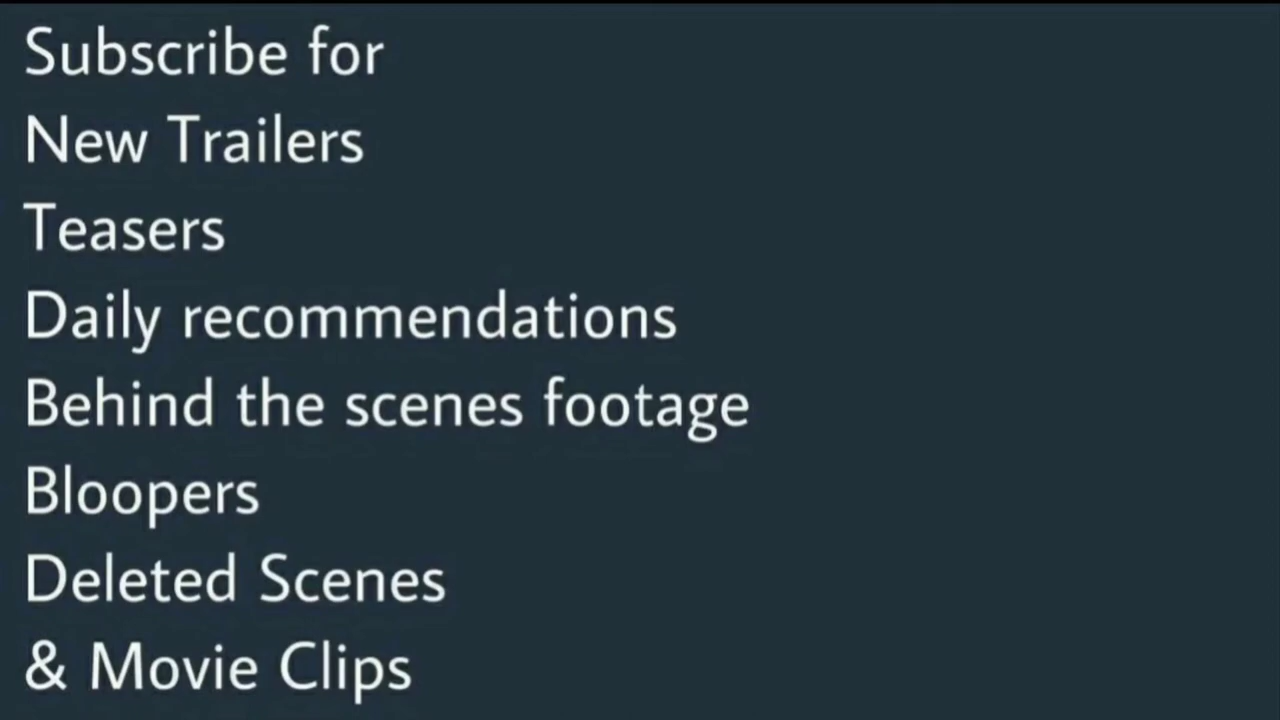 Subscribe for
New Trailers
Teasers
Daily recommendations
Behind the scenes footage
Bloopers
Deleted Scenes
& Movie Clips